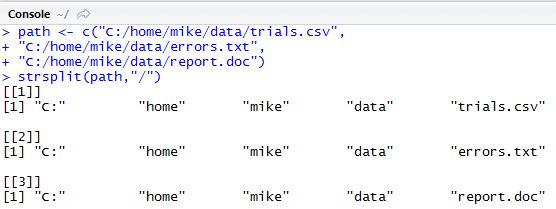 Console ~/
> path <- c("C:/home/mike/data/trials.csv",
+ "C:/home/mike/data/errors.txt",
+ "C:/home/mike/data/report.doc")
> strsplit(path,"/")
[[1]]
[1] "C:"         "home"       "mike"       "data"       "trials.csv"
[[2]]
[1] "C:"         "home"       "mike"       "data"       "errors.txt"
[[3]]
[1] "C:"         "home"       "mike"       "data"       "report.doc"